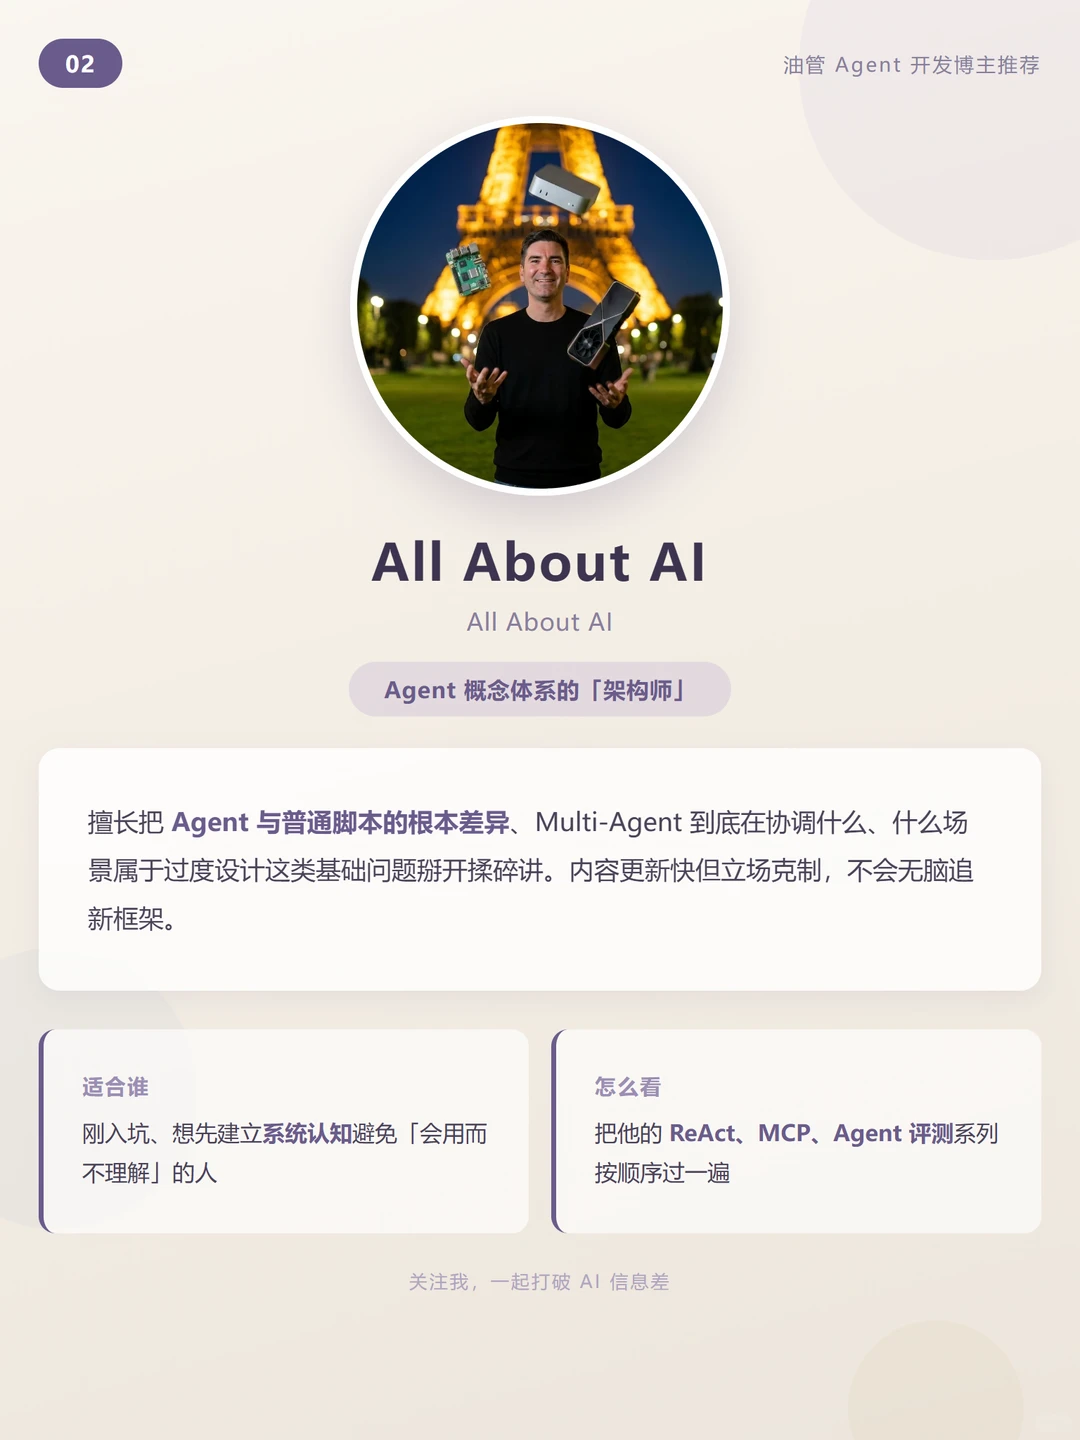 02
油管 Agent 开发博主推荐
All About AI
All About AI
Agent 概念体系的「架构师」
擅长把 Agent 与普通脚本的根本差异、Multi-Agent 到底在协调什么、什么场
景属于过度设计这类基础问题掰开揉碎讲。内容更新快但立场克制，不会无脑追
新框架。
适合谁
刚入坑、想先建立系统认知避免「会用而
不理解」的人
怎么看
把他的 ReAct、MCP、Agent 评测系列
按顺序过一遍
关注我，一起打破 AI 信息差